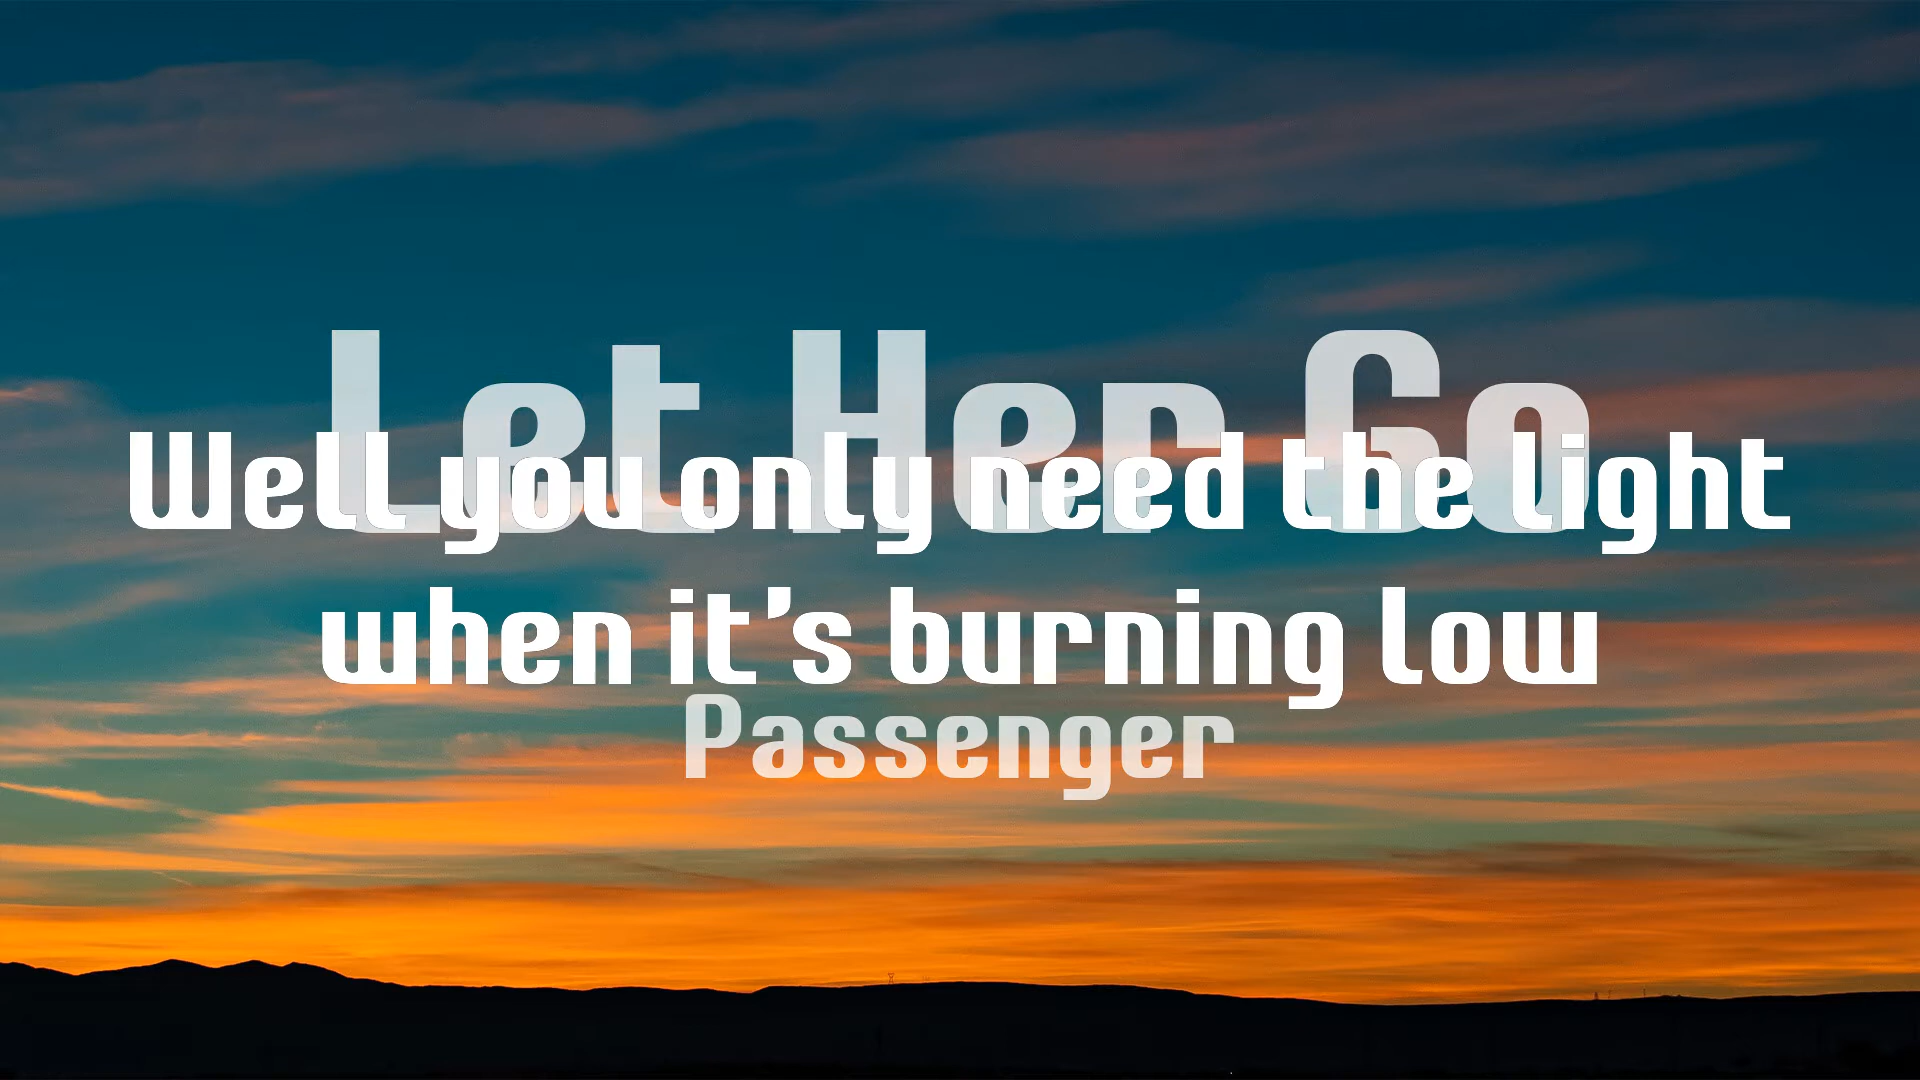 Let Her Go
Well you only need the light
when it's burning low
Passenger